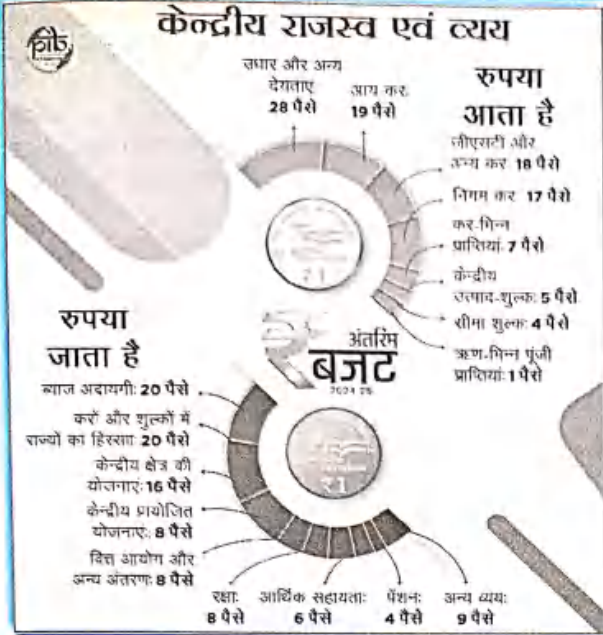 केन्द्रीय राजस्व एवं व्यय
pib
रुपया
आता है
उधार और अन्य
देयताएं
28 पैसे
आय कर
19 पैसे
जीएसटी और
अन्य कर 18 पैसे
निगम कर 17 पैसे
कर-भिन्न
प्राप्तियां: 7 पैसे
केन्द्रीय
उत्पाद-शुल्क: 5 पैसे
सीमा शुल्क: 4 पैसे
ऋण-भिन्न पूंजी
प्राप्तियां: 1 पैसे
₹1
अंतरिम
बजट
रुपया
जाता है
ब्याज अदायगी: 20 पैसे
करों और शुल्कों में
राज्यों का हिस्सा: 20 पैसे
केन्द्रीय क्षेत्र की
योजनाएं: 16 पैसे
केन्द्रीय प्रायोजित
योजनाएं: 8 पैसे
वित्त आयोग और
अन्य अंतरण: 8 पैसे
रक्षा:
8 पैसे
आर्थिक सहायता:
6 पैसे
पेंशन:
4 पैसे
अन्य व्यय:
9 पैसे
₹1